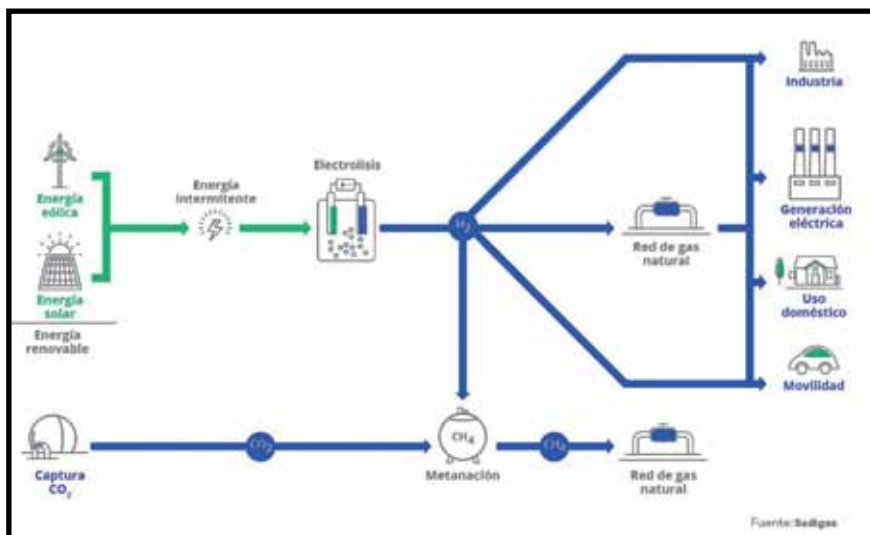 Energía
eólica
Energía
solar
Energía
renovable
Energía
intermitente
Electrolisis
H2
Red de gas
natural
Industria
Generación
eléctrica
Uso
doméstico
Movilidad
Captura
CO2
CO2
CH4
Metanación
CH4
Red de gas
natural
Fuente: Sedigas